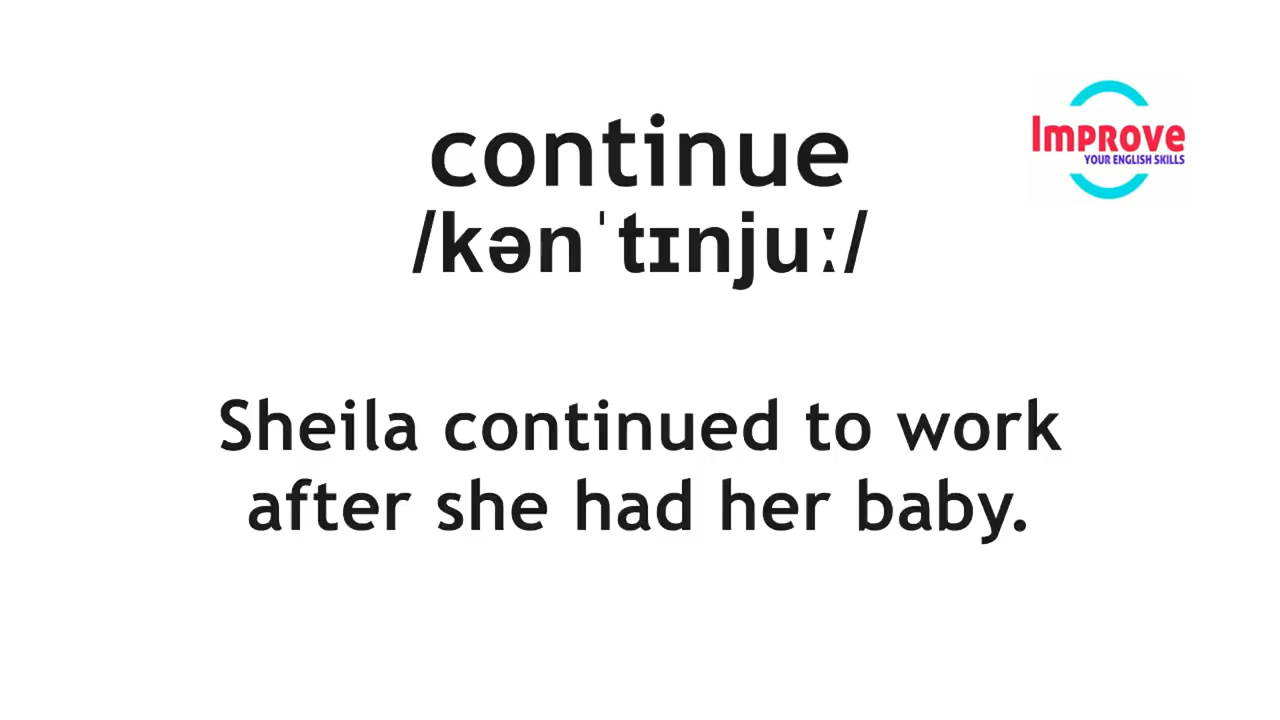 continue
/kənˈtɪnjuː/
Improve
YOUR ENGLISH SKILLS
Sheila continued to work
after she had her baby.